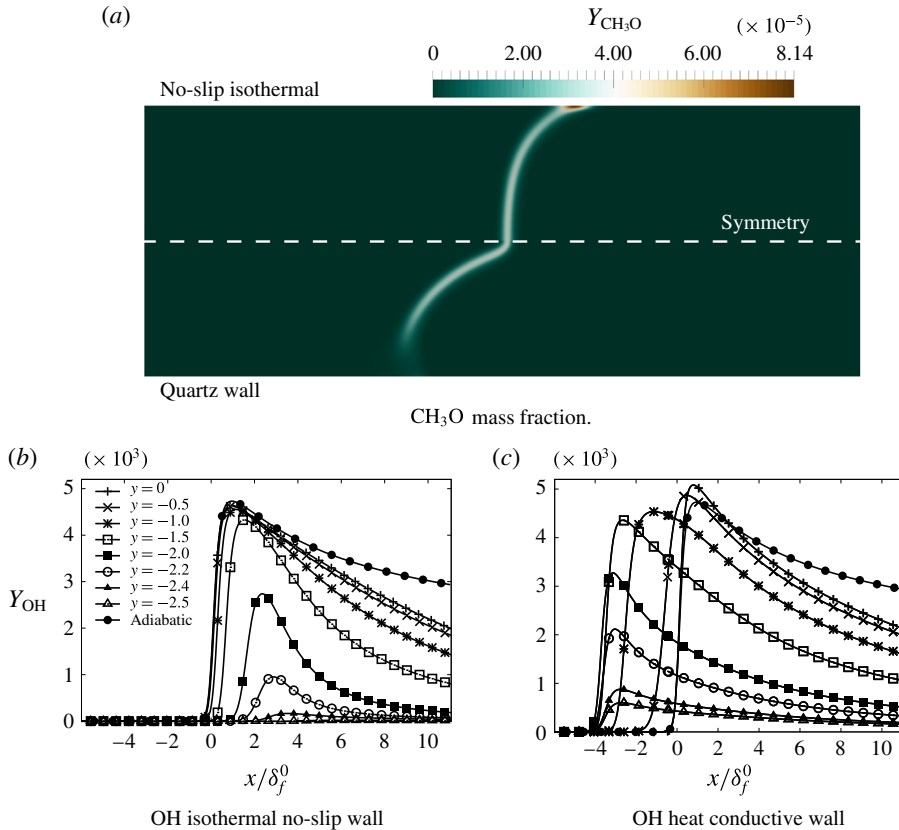 (a)
Y_CH₃O (× 10⁻⁵)
0 2.00 4.00 6.00 8.14
No-slip isothermal
Symmetry
Quartz wall
CH₃O mass fraction.
(b) (× 10³)
5
4
3
2
1
0
Y_OH
y = 0
y = −0.5
y = −1.0
y = −1.5
y = −2.0
y = −2.2
y = −2.4
y = −2.5
Adiabatic
−4 −2 0 2 4 6 8 10
x/δ_f⁰
OH isothermal no-slip wall
(c) (× 10³)
5
4
3
2
1
0
−6 −4 −2 0 2 4 6 8 10
x/δ_f⁰
OH heat conductive wall